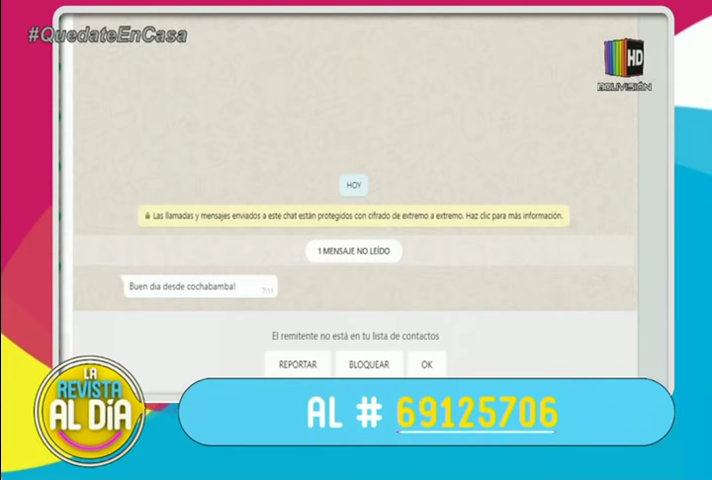 #QuedateEnCasa
HD
BOLIVISIÓN
HOY
Las llamadas y mensajes enviados a este chat están protegidos con cifrado de extremo a extremo. Haz clic para más información.
1 MENSAJE NO LEÍDO
Buen dia desde cochabamba!
El remitente no está en tu lista de contactos
REPORTAR BLOQUEAR OK
LA
REVISTA
AL DÍA
AL # 69125706